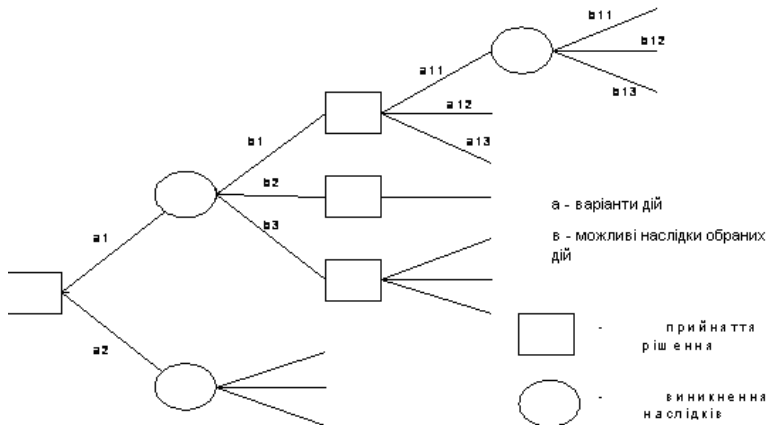 b11
b12
b13
a11
a12
a13
b1
b2
b3
a1
a2
а - варіанти дій
в - можливі наслідки обраних
дій
- прийняття
рішення
- виникнення
наслідків